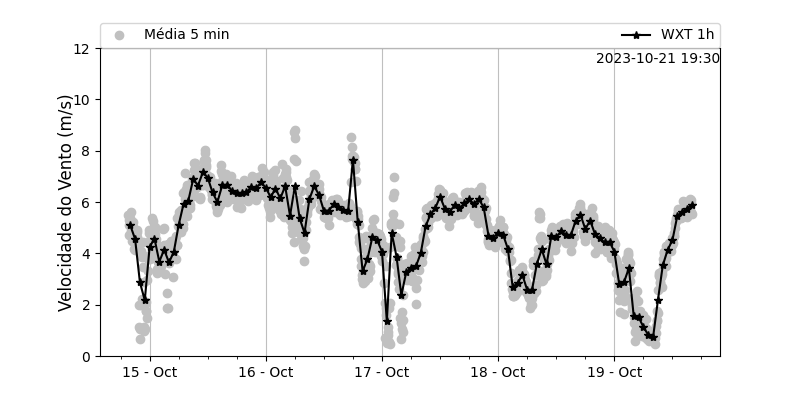 Média 5 min
WXT 1h
2023-10-21 19:30
Velocidade do Vento (m/s)
12
10
8
6
4
2
0
15 - Oct
16 - Oct
17 - Oct
18 - Oct
19 - Oct